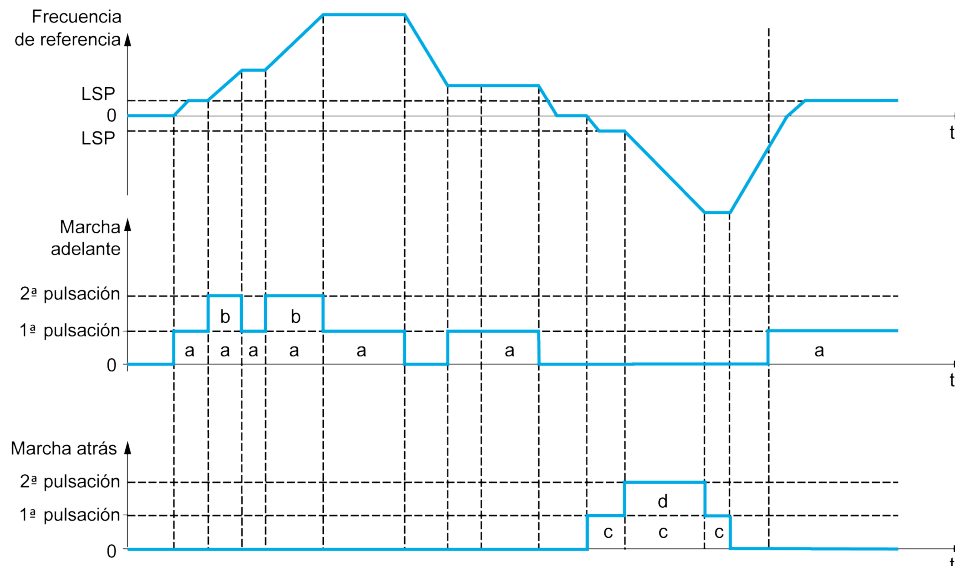 Frecuencia
de referencia
LSP
0
LSP
t
Marcha
adelante
2ª pulsación
b b
1ª pulsación
a a a a a a a
0
t
Marcha atrás
2ª pulsación
d
1ª pulsación
c c c
0
t